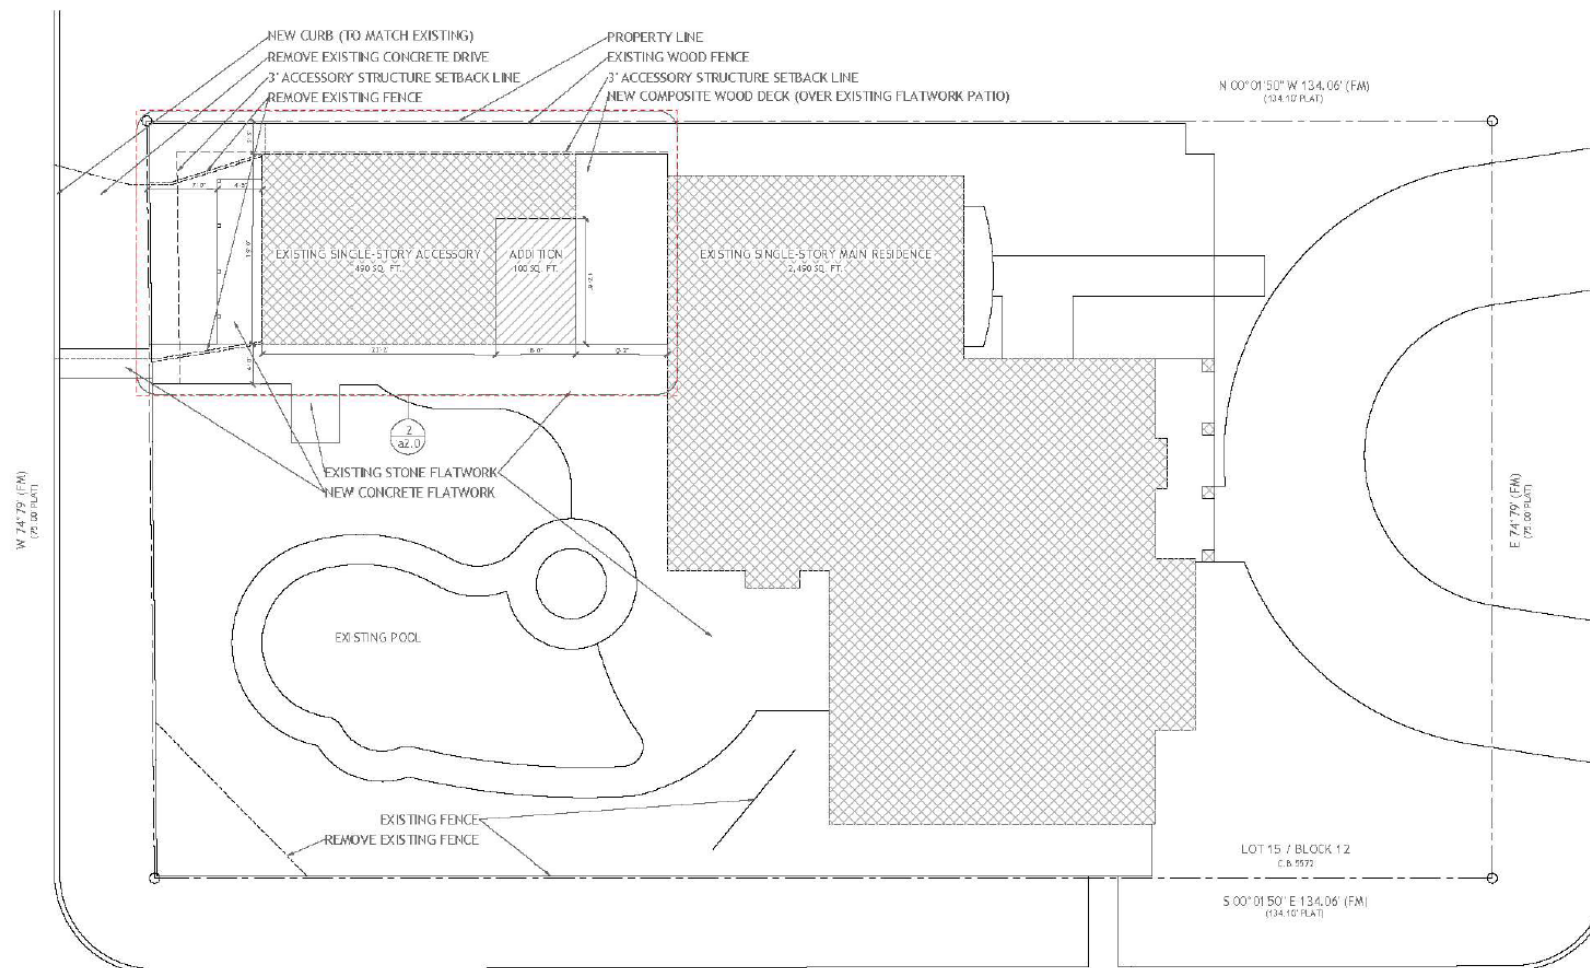 NEW CURB (TO MATCH EXISTING)
REMOVE EXISTING CONCRETE DRIVE
3' ACCESSORY STRUCTURE SETBACK LINE
REMOVE EXISTING FENCE
PROPERTY LINE
EXISTING WOOD FENCE
3' ACCESSORY STRUCTURE SETBACK LINE
NEW COMPOSITE WOOD DECK (OVER EXISTING FLATWORK PATIO)
N 00°01'50" W 134.06' (FM)
(134.10' PLAT)
EXISTING SINGLE-STORY ACCESSORY
490 SQ. FT.
ADDITION
100 SQ. FT.
EXISTING SINGLE-STORY MAIN RESIDENCE
2,490 SQ. FT.
7'-0"
8'-0"
2
a2.0
EXISTING STONE FLATWORK
NEW CONCRETE FLATWORK
W 74°79' (FM)
(75.00 PLAT)
E 74°79' (FM)
(75.00 PLAT)
EXISTING POOL
EXISTING FENCE
REMOVE EXISTING FENCE
LOT 15 / BLOCK 12
C.B 5572
S 00°01'50" E 134.06' (FM)
(134.10' PLAT)